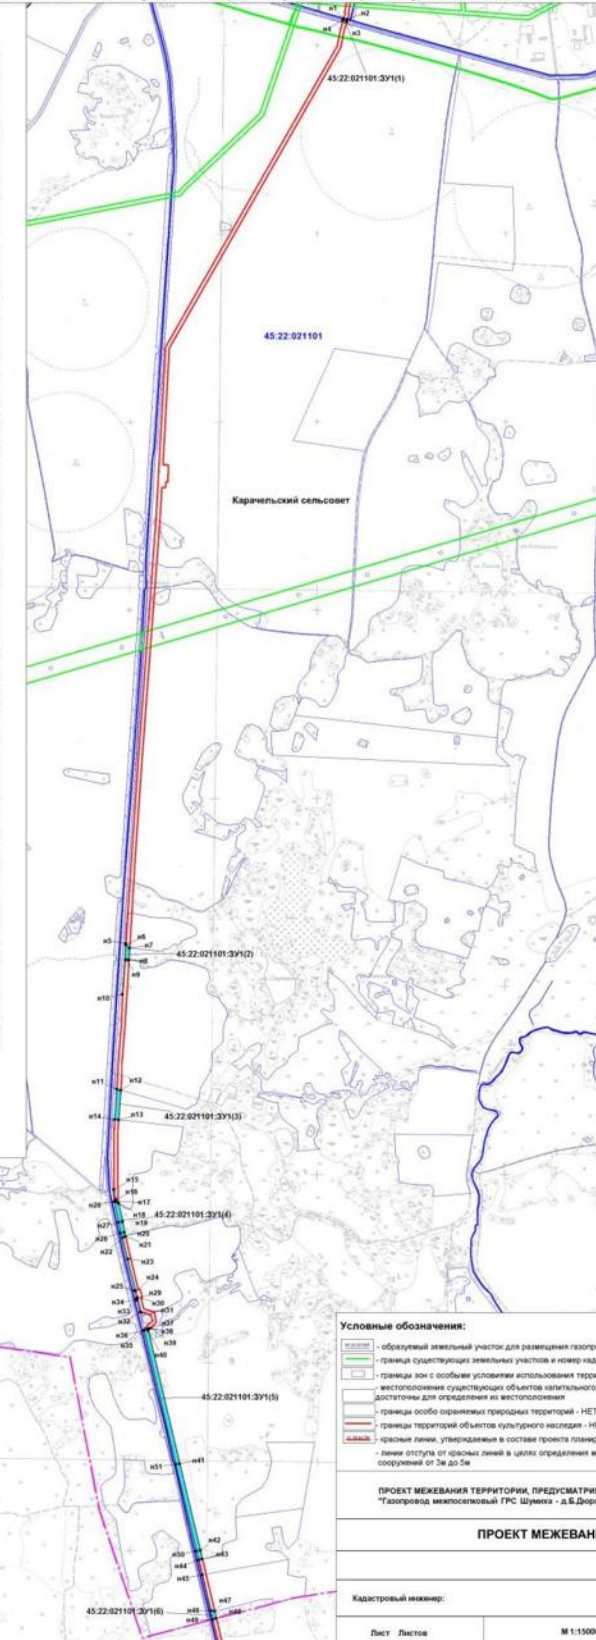 н1
н2
н4
н3
45:22:021101:ЗУ1(1)
45:22:021101
Карачельский сельсовет
н5
н6
н7
45:22:021101:ЗУ1(2)
н8
н9
н10
н11
н12
н14
н13
45:22:021101:ЗУ1(3)
н15
н16
н17
н18
45:22:021101:ЗУ1(4)
н27
н19
н20
н21
н22
н23
н24
н25
н29
н34
н30
н33
н31
н32
н37
н36
н38
н35
н39
н40
45:22:021101:ЗУ1(5)
н51
н41
н50
н42
н44
н43
н45
н47
45:22:021101:ЗУ1(6)
н46
н48
н49
Условные обозначения:
- образуемый земельный участок для размещения газопр
- граница существующих земельных участков и номер кад
- границы зон с особыми условиями использования терри
- местоположение существующих объектов капитального
достаточны для определения их местоположения
- границы особо охраняемых природных территорий - НЕТ
- границы территорий объектов культурного наследия - Н
- красные линии, утверждаемые в составе проекта планир
- линии отступа от красных линий в целях определения м
сооружений от 3м до 5м
ПРОЕКТ МЕЖЕВАНИЯ ТЕРРИТОРИИ, ПРЕДУСМАТРИ
"Газопровод межпоселковый ГРС Шумиха - д.Б.Дюр
ПРОЕКТ МЕЖЕВАН
Кадастровый инженер:
Лист Листов
М 1:1500